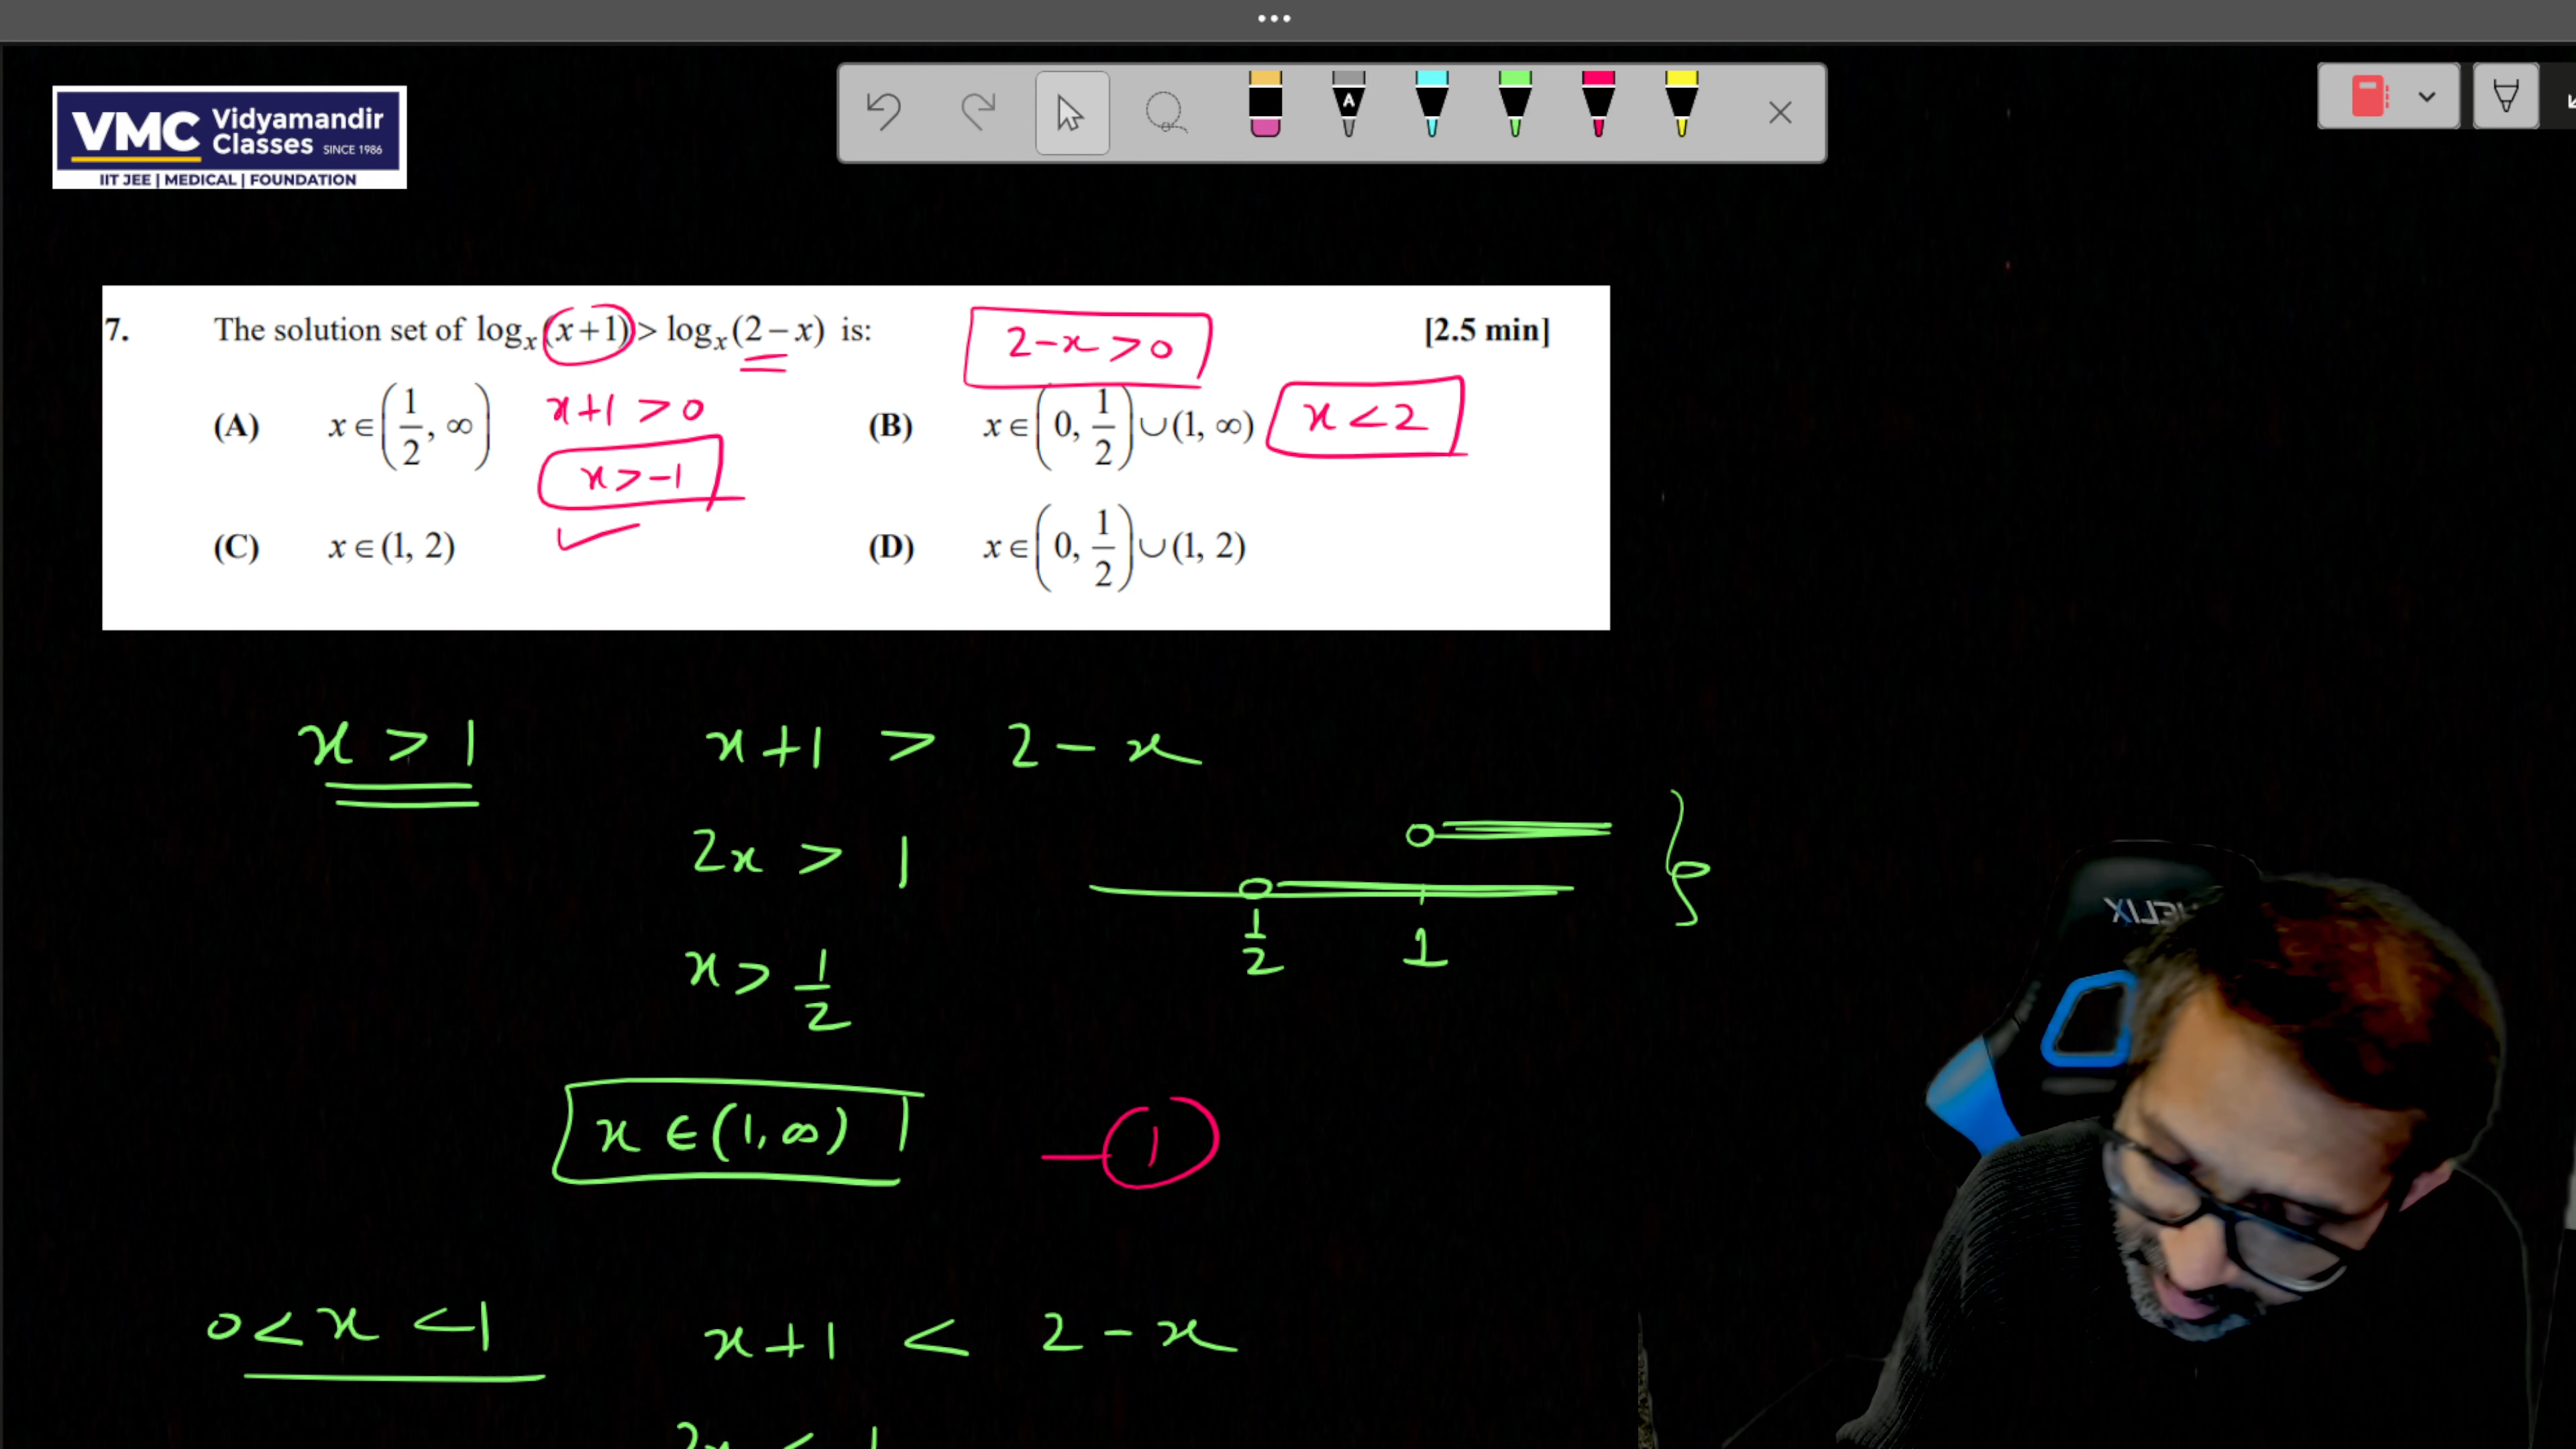 VMC Vidyamandir Classes SINCE 1986
IIT JEE | MEDICAL | FOUNDATION
A
7. The solution set of logₓ(x+1) > logₓ(2−x) is: [2.5 min]
2-x>0
(A) x∈(1/2, ∞)
x+1 >0
x>-1
(B) x∈(0, 1/2)∪(1, ∞)
x<2
(C) x∈(1, 2)
(D) x∈(0, 1/2)∪(1, 2)
x > 1
x+1 > 2-x
2x > 1
1/2 1
x> 1/2
x ∈(1,∞)
1
0<x<1
x+1 < 2-x
2x < 1
HELIX